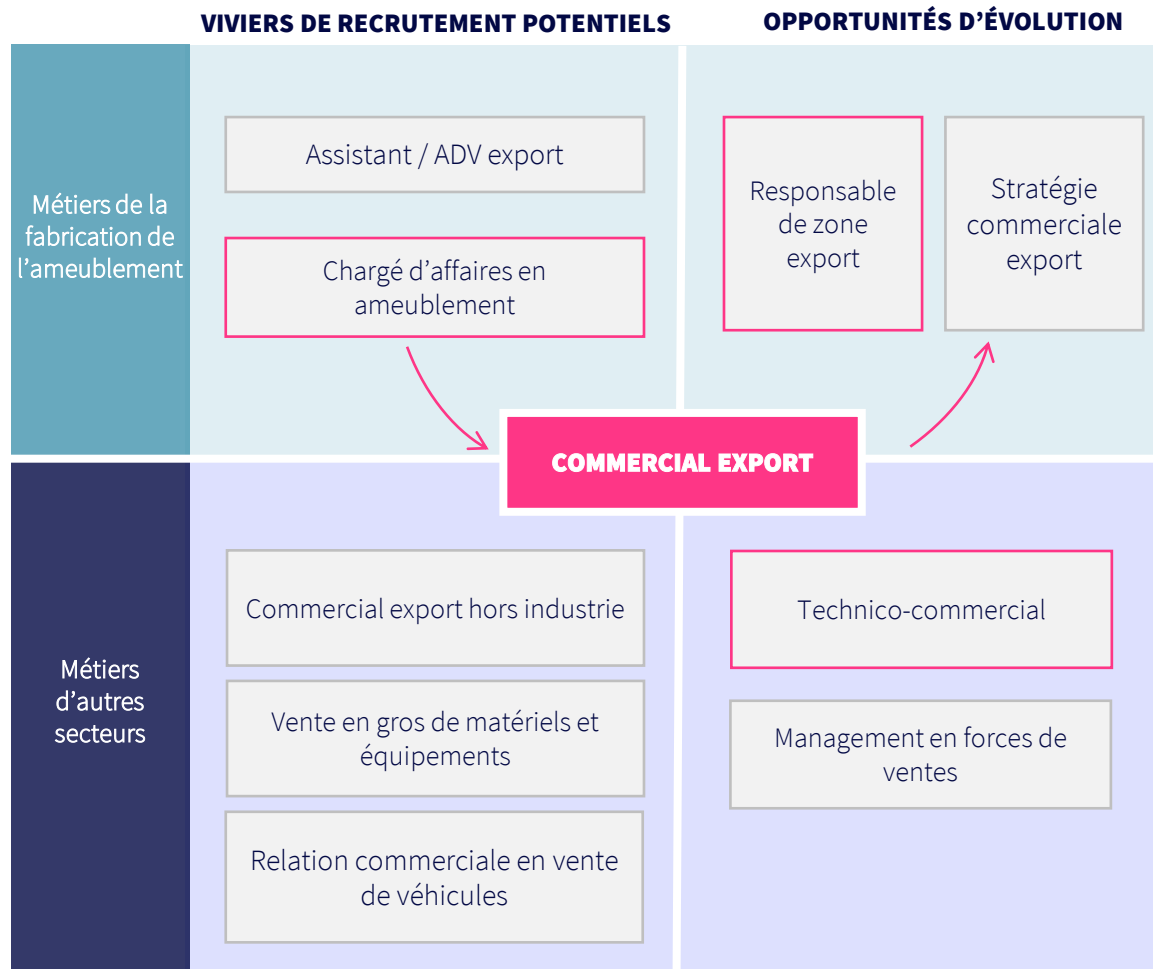 VIVIERS DE RECRUTEMENT POTENTIELS
OPPORTUNITÉS D’ÉVOLUTION
Métiers de la
fabrication de
l’ameublement
Assistant / ADV export
Chargé d’affaires en
ameublement
Responsable
de zone
export
Stratégie
commerciale
export
COMMERCIAL EXPORT
Métiers
d’autres
secteurs
Commercial export hors industrie
Vente en gros de matériels et
équipements
Relation commerciale en vente
de véhicules
Technico-commercial
Management en forces de
ventes